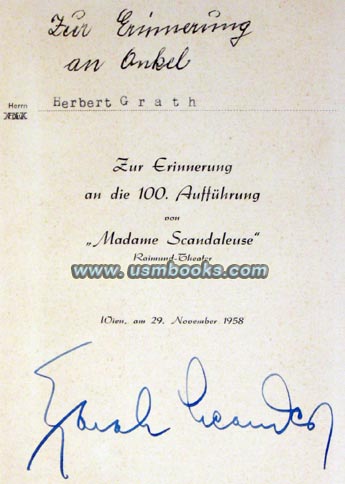 Zur Erinnerung
an Onkel
Herrn
Herbert Grath
Zur Erinnerung
an die 100. Aufführung
von
„Madame Scandaleuse"
Raimund-Theater
www.usmbooks.com
Wien, am 29. November 1958
Zarah Leander